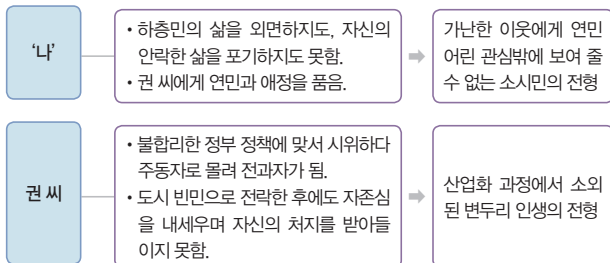 ‘나’
• 하층민의 삶을 외면하지도, 자신의
안락한 삶을 포기하지도 못함.
• 권 씨에게 연민과 애정을 품음.
가난한 이웃에게 연민
어린 관심밖에 보여 줄
수 없는 소시민의 전형
권 씨
• 불합리한 정부 정책에 맞서 시위하다
주동자로 몰려 전과자가 됨.
• 도시 빈민으로 전락한 후에도 자존심
을 내세우며 자신의 처지를 받아들
이지 못함.
산업화 과정에서 소외
된 변두리 인생의 전형